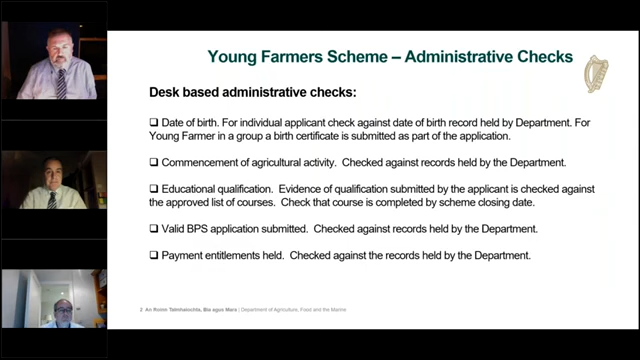 Young Farmers Scheme – Administrative Checks
Desk based administrative checks:
❑ Date of birth. For individual applicant check against date of birth record held by Department. For
Young Farmer in a group a birth certificate is submitted as part of the application.
❑ Commencement of agricultural activity. Checked against records held by the Department.
❑ Educational qualification. Evidence of qualification submitted by the applicant is checked against
the approved list of courses. Check that course is completed by scheme closing date.
❑ Valid BPS application submitted. Checked against records held by the Department.
❑ Payment entitlements held. Checked against the records held by the Department.
2 An Roinn Talmhaíochta, Bia agus Mara | Department of Agriculture, Food and the Marine